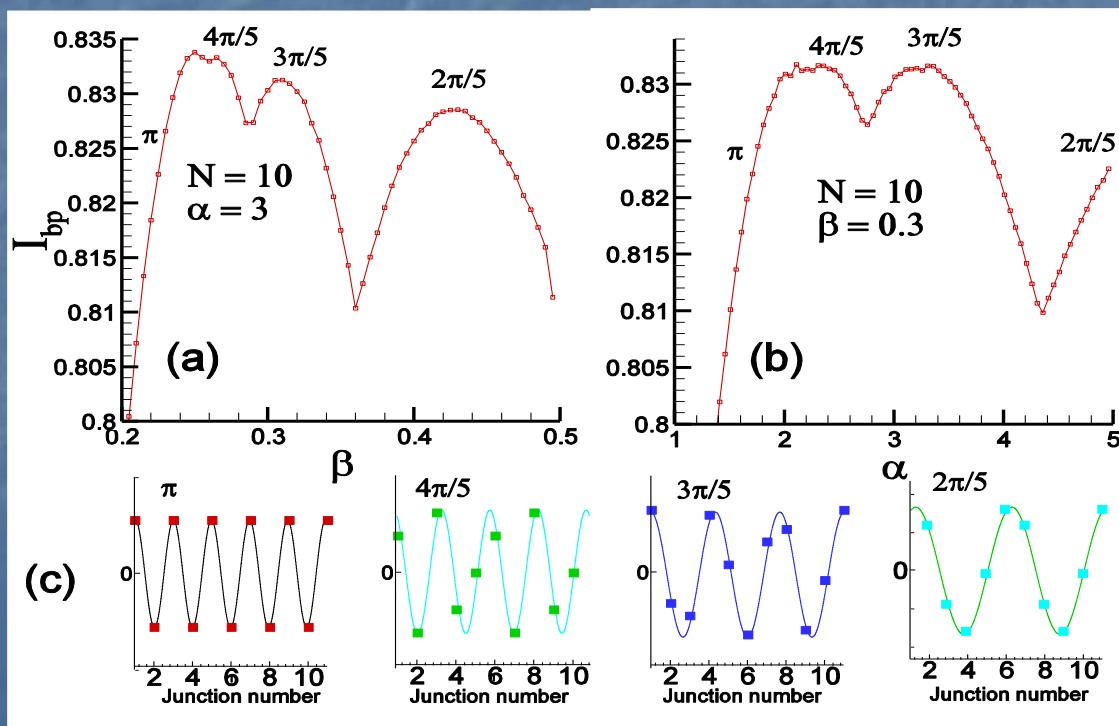 0.835
0.83
0.825
0.82
0.815
0.81
0.805
0.8
I_bp
4π/5
3π/5
2π/5
π
N = 10
α = 3
(a)
0.2 0.3 0.4 0.5
β
0.83
0.825
0.82
0.815
0.81
0.805
0.8
4π/5
3π/5
2π/5
π
N = 10
β = 0.3
(b)
1 2 3 4 5
α
(c)
π
0
2 4 6 8 10
Junction number
4π/5
0
2 4 6 8 10
Junction number
3π/5
0
2 4 6 8 10
Junction number
2π/5
0
2 4 6 8 10
Junction number